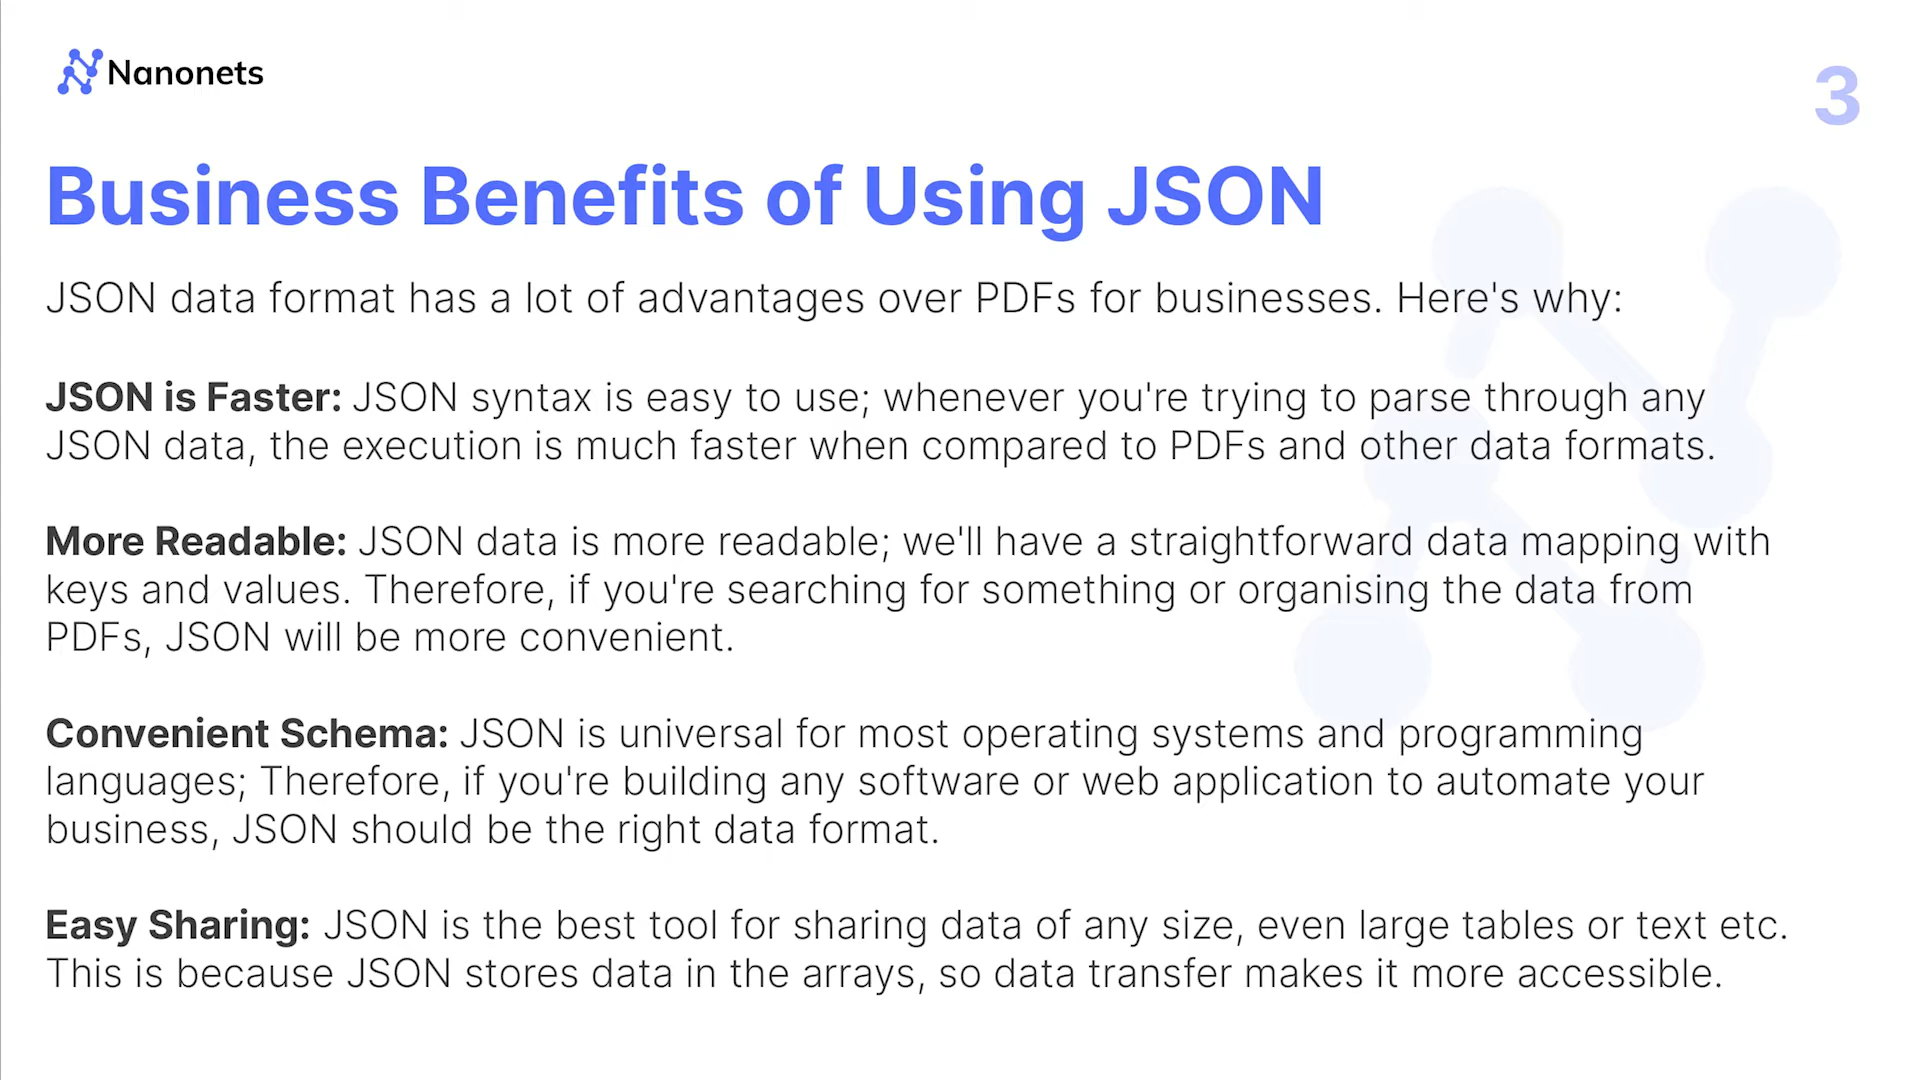 Nanonets
3
Business Benefits of Using JSON
JSON data format has a lot of advantages over PDFs for businesses. Here's why:
JSON is Faster: JSON syntax is easy to use; whenever you're trying to parse through any
JSON data, the execution is much faster when compared to PDFs and other data formats.
More Readable: JSON data is more readable; we'll have a straightforward data mapping with
keys and values. Therefore, if you're searching for something or organising the data from
PDFs, JSON will be more convenient.
Convenient Schema: JSON is universal for most operating systems and programming
languages; Therefore, if you're building any software or web application to automate your
business, JSON should be the right data format.
Easy Sharing: JSON is the best tool for sharing data of any size, even large tables or text etc.
This is because JSON stores data in the arrays, so data transfer makes it more accessible.